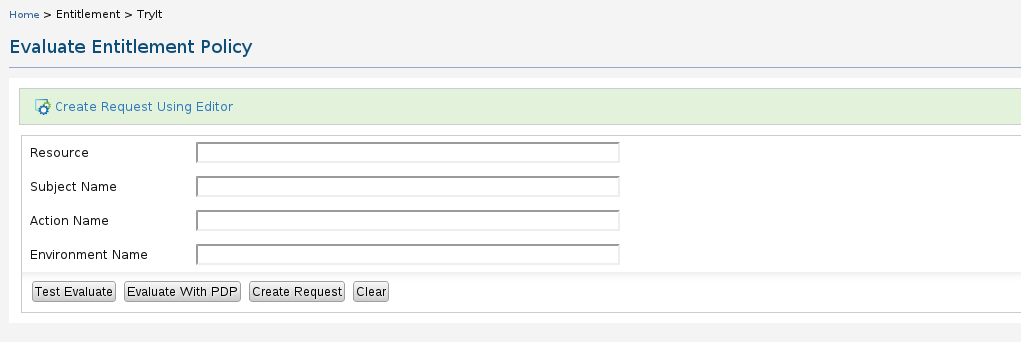 Home > Entitlement > TryIt
Evaluate Entitlement Policy
Create Request Using Editor
Resource
Subject Name
Action Name
Environment Name
Test Evaluate Evaluate With PDP Create Request Clear